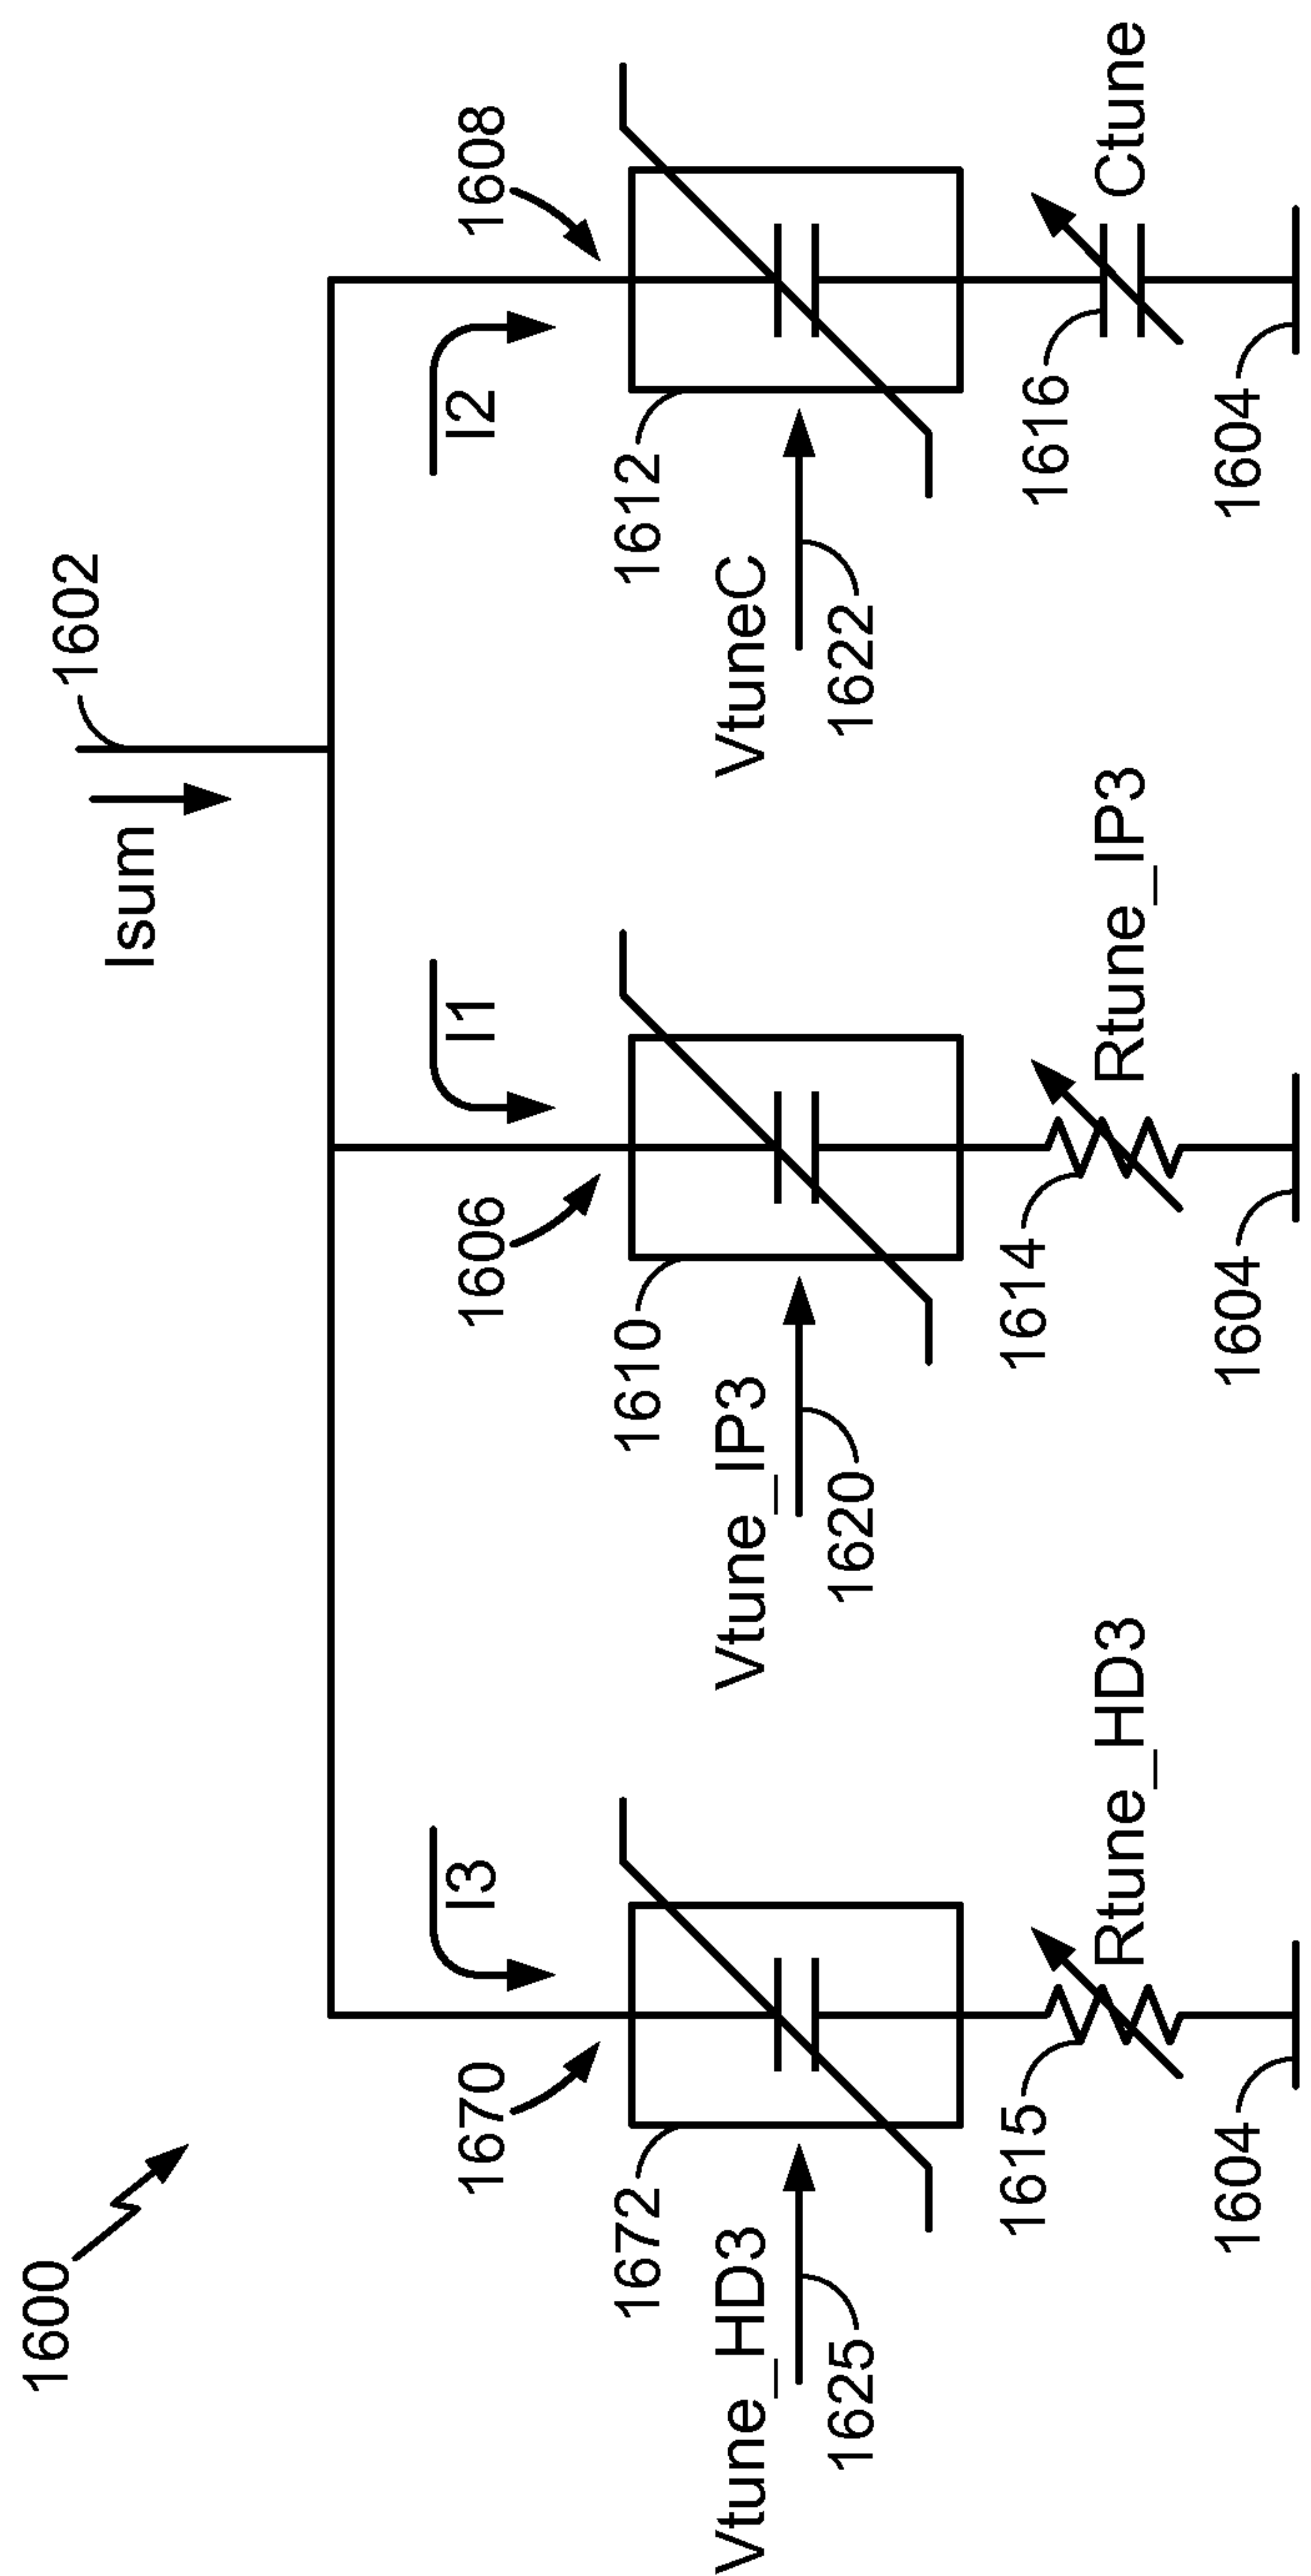 1600
Isum
1602
I3
I1
I2
1670
1606
1608
1672
1610
1612
Vtune_HD3
Vtune_IP3
VtuneC
1625
1620
1622
1615
1614
1616
Rtune_HD3
Rtune_IP3
Ctune
1604
1604
1604